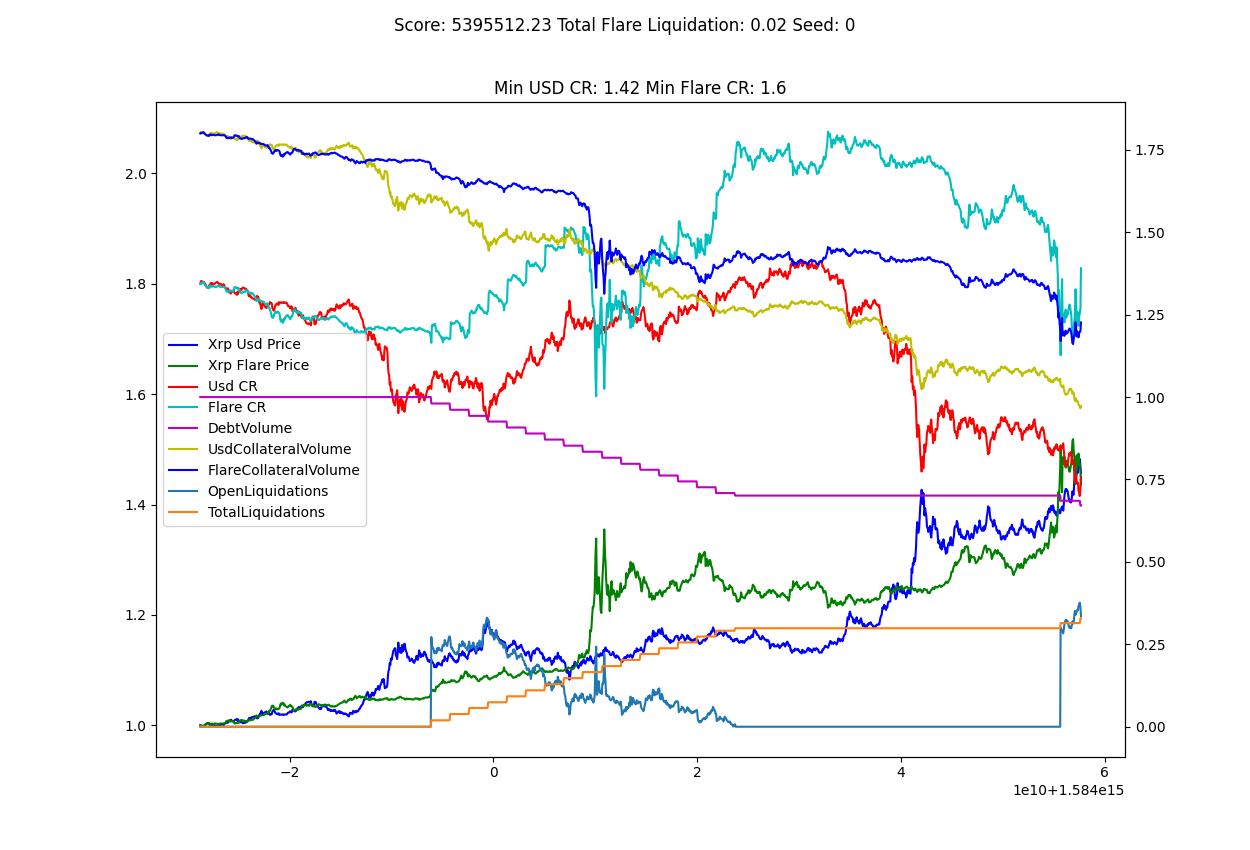 Score: 5395512.23 Total Flare Liquidation: 0.02 Seed: 0
Min USD CR: 1.42 Min Flare CR: 1.6
2.0
1.8
1.6
1.4
1.2
1.0
Xrp Usd Price
Xrp Flare Price
Usd CR
Flare CR
DebtVolume
UsdCollateralVolume
FlareCollateralVolume
OpenLiquidations
TotalLiquidations
1.75
1.50
1.25
1.00
0.75
0.50
0.25
0.00
−2 0 2 4 6
1e10+1.584e15